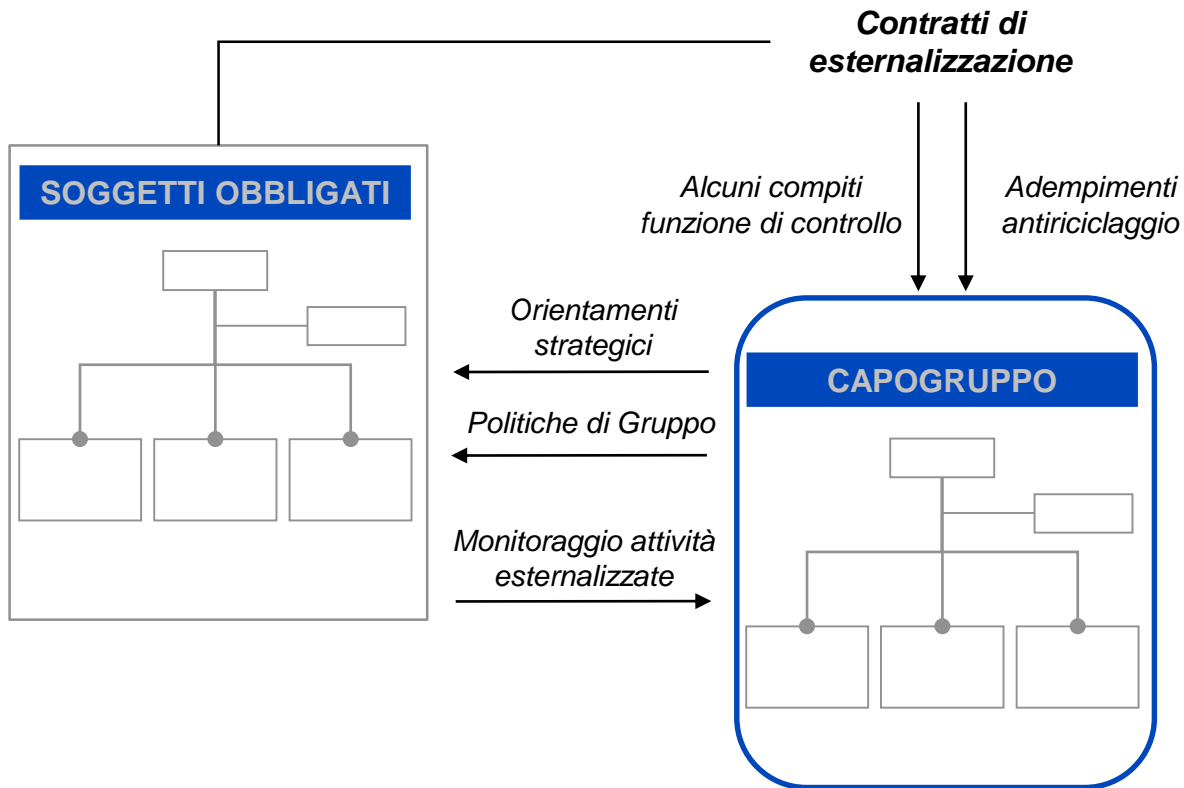 Contratti di
esternalizzazione
SOGGETTI OBBLIGATI
Alcuni compiti
funzione di controllo
Adempimenti
antiriciclaggio
Orientamenti
strategici
CAPOGRUPPO
Politiche di Gruppo
Monitoraggio attività
esternalizzate